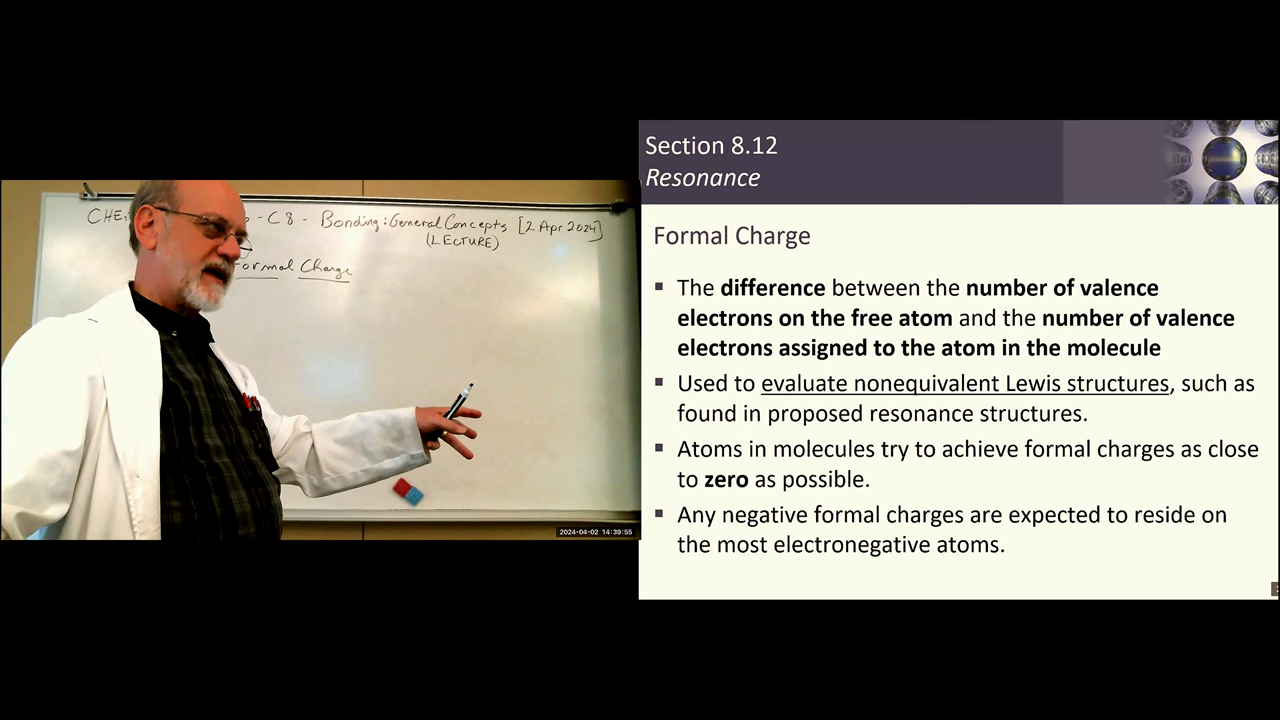 CHE
- C8 - Bonding: General Concepts [2 Apr 2024]
(LECTURE)
Formal Charge
2024-04-02 14:39:55
Section 8.12
Resonance
Formal Charge
▪ The difference between the number of valence
electrons on the free atom and the number of valence
electrons assigned to the atom in the molecule
▪ Used to evaluate nonequivalent Lewis structures, such as
found in proposed resonance structures.
▪ Atoms in molecules try to achieve formal charges as close
to zero as possible.
▪ Any negative formal charges are expected to reside on
the most electronegative atoms.